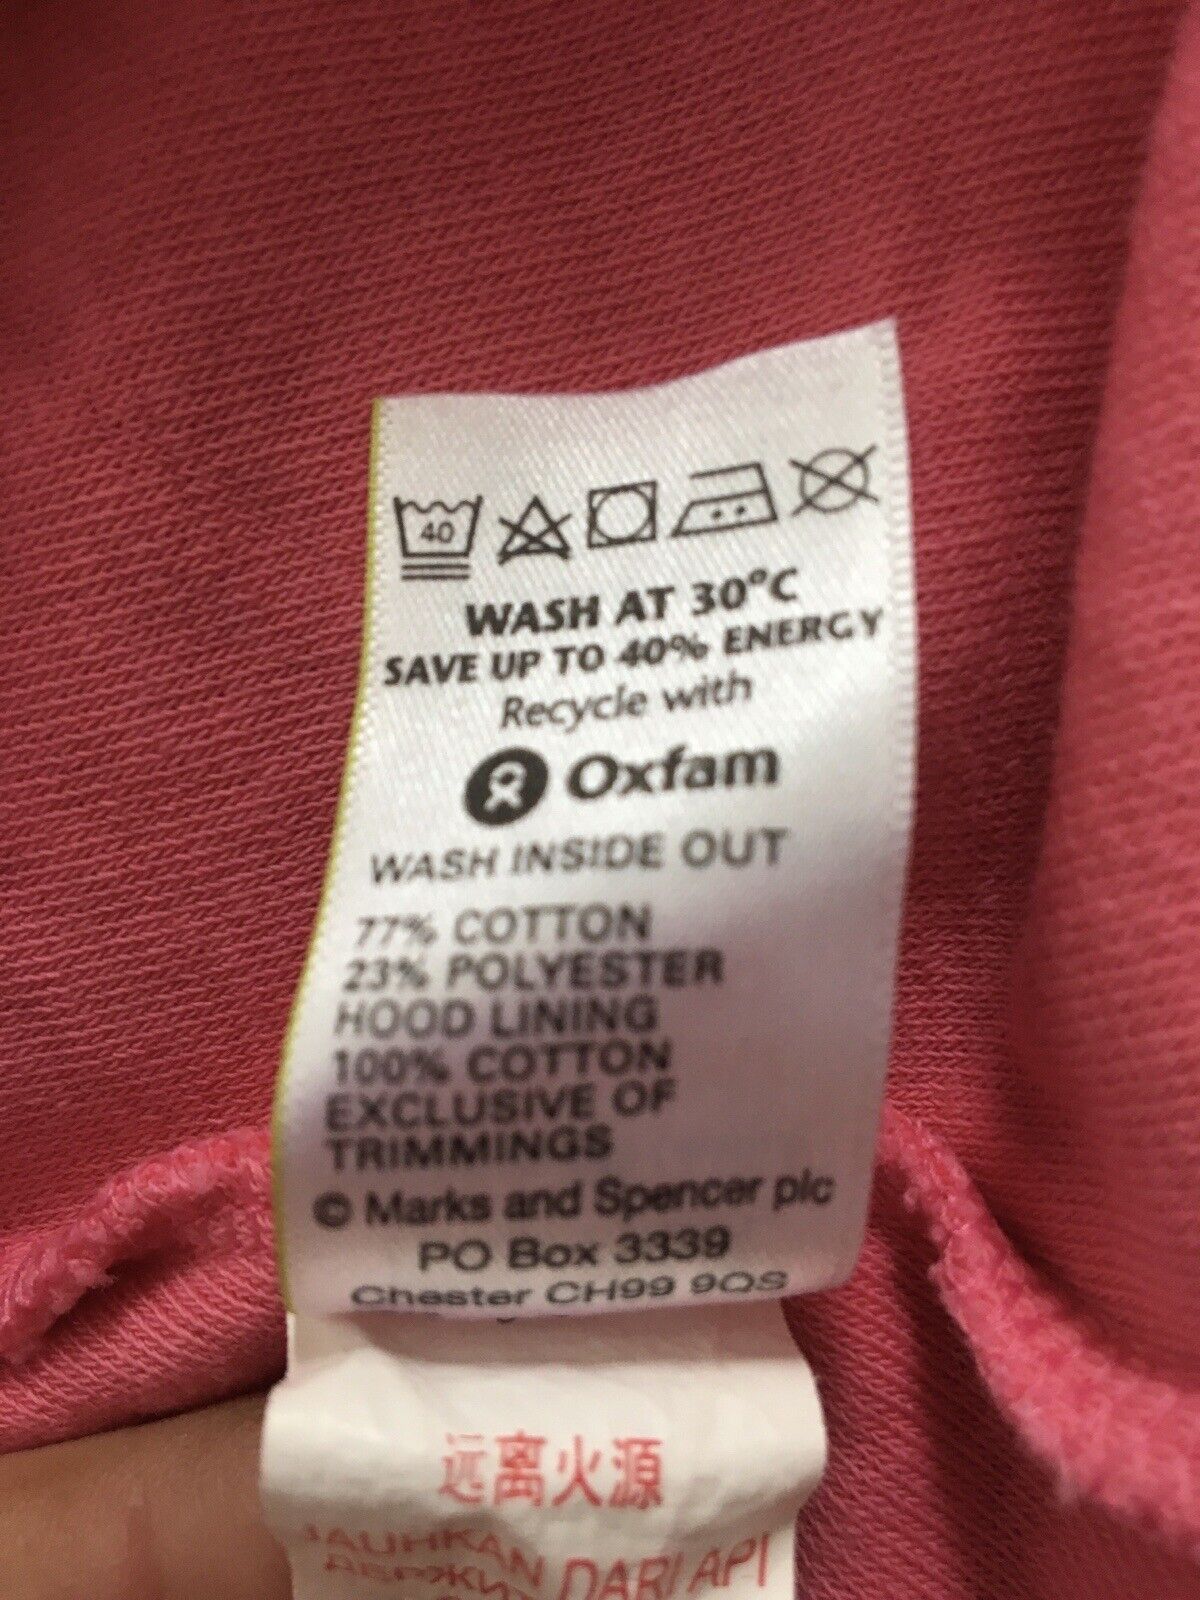 40
WASH AT 30°C
SAVE UP TO 40% ENERGY
Recycle with
Oxfam
WASH INSIDE OUT
77% COTTON
23% POLYESTER
HOOD LINING
100% COTTON
EXCLUSIVE OF
TRIMMINGS
© Marks and Spencer plc
PO Box 3339
Chester CH99 9QS
远离火源
JAUHKAN DARI API